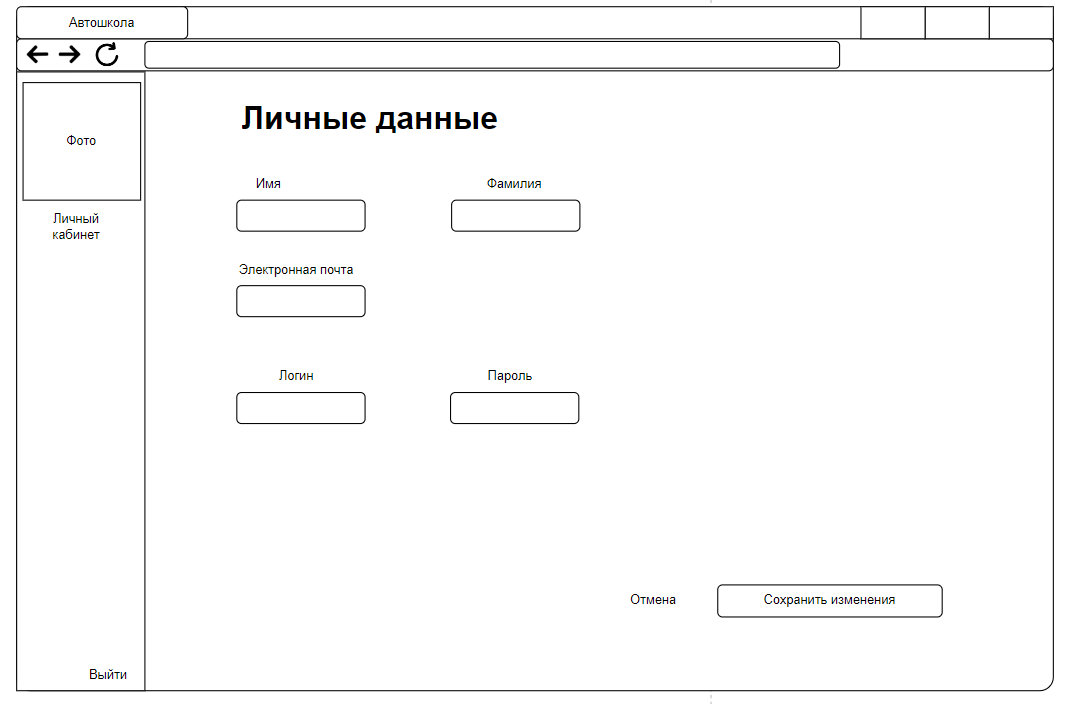 Автошкола
Фото
Личный
кабинет
Выйти
Личные данные
Имя
Фамилия
Электронная почта
Логин
Пароль
Отмена
Сохранить изменения